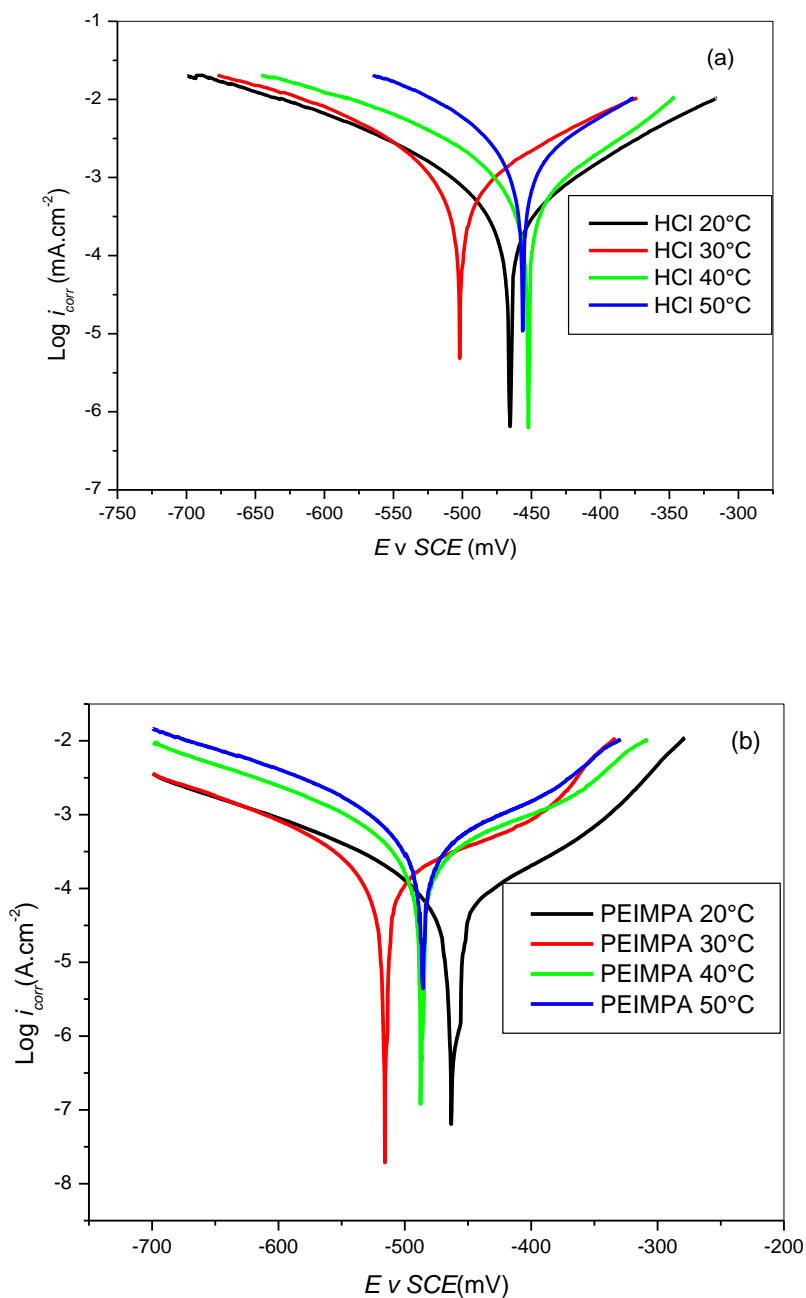 -1
(a)
-2
-3
-4
-5
-6
-7
Log i_corr (mA.cm-2)
HCl 20°C
HCl 30°C
HCl 40°C
HCl 50°C
-750 -700 -650 -600 -550 -500 -450 -400 -350 -300
E v SCE (mV)
(b)
-2
-3
-4
-5
-6
-7
-8
Log i_corr(A.cm-2)
PEIMPA 20°C
PEIMPA 30°C
PEIMPA 40°C
PEIMPA 50°C
-700 -600 -500 -400 -300 -200
E v SCE(mV)